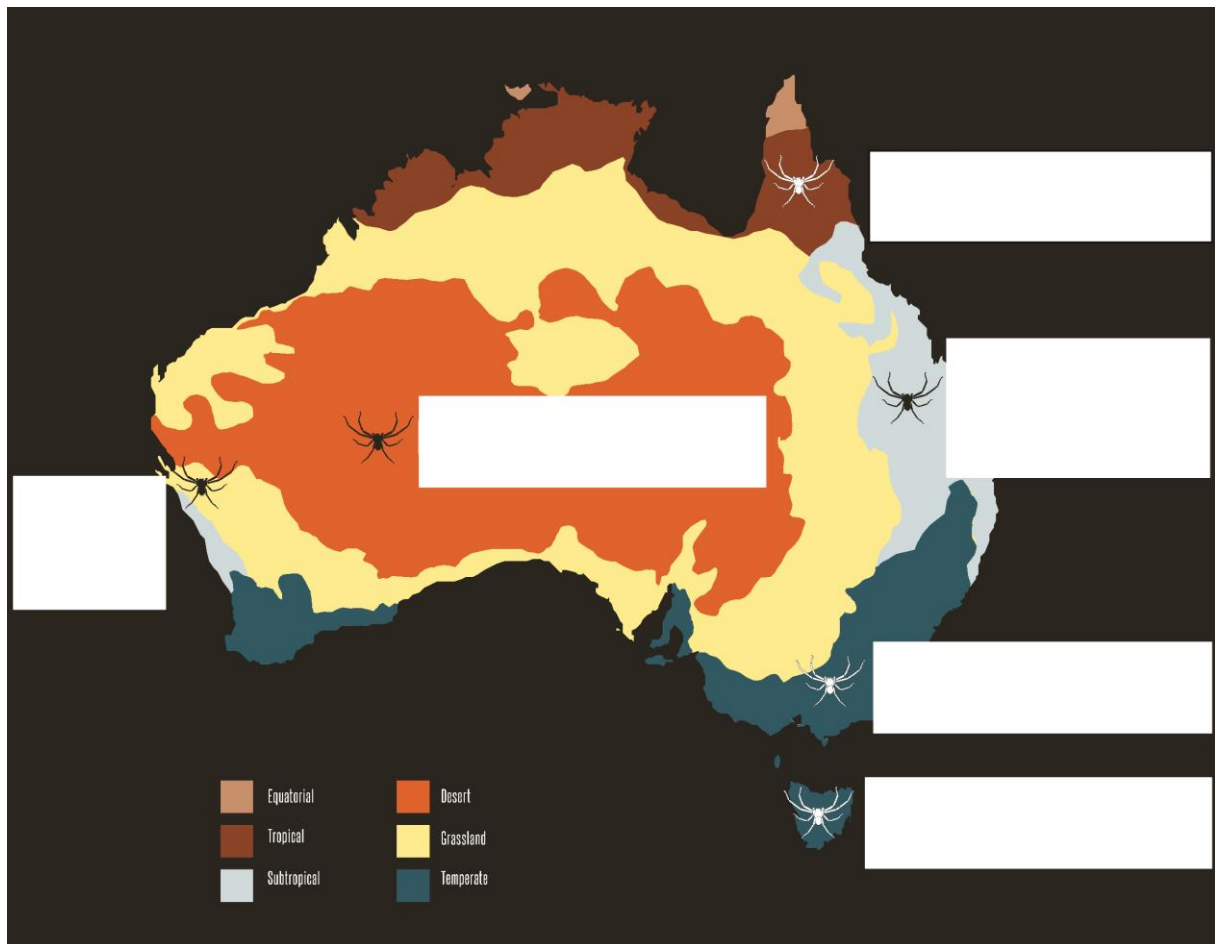 Equatorial
Desert
Tropical
Grassland
Subtropical
Temperate